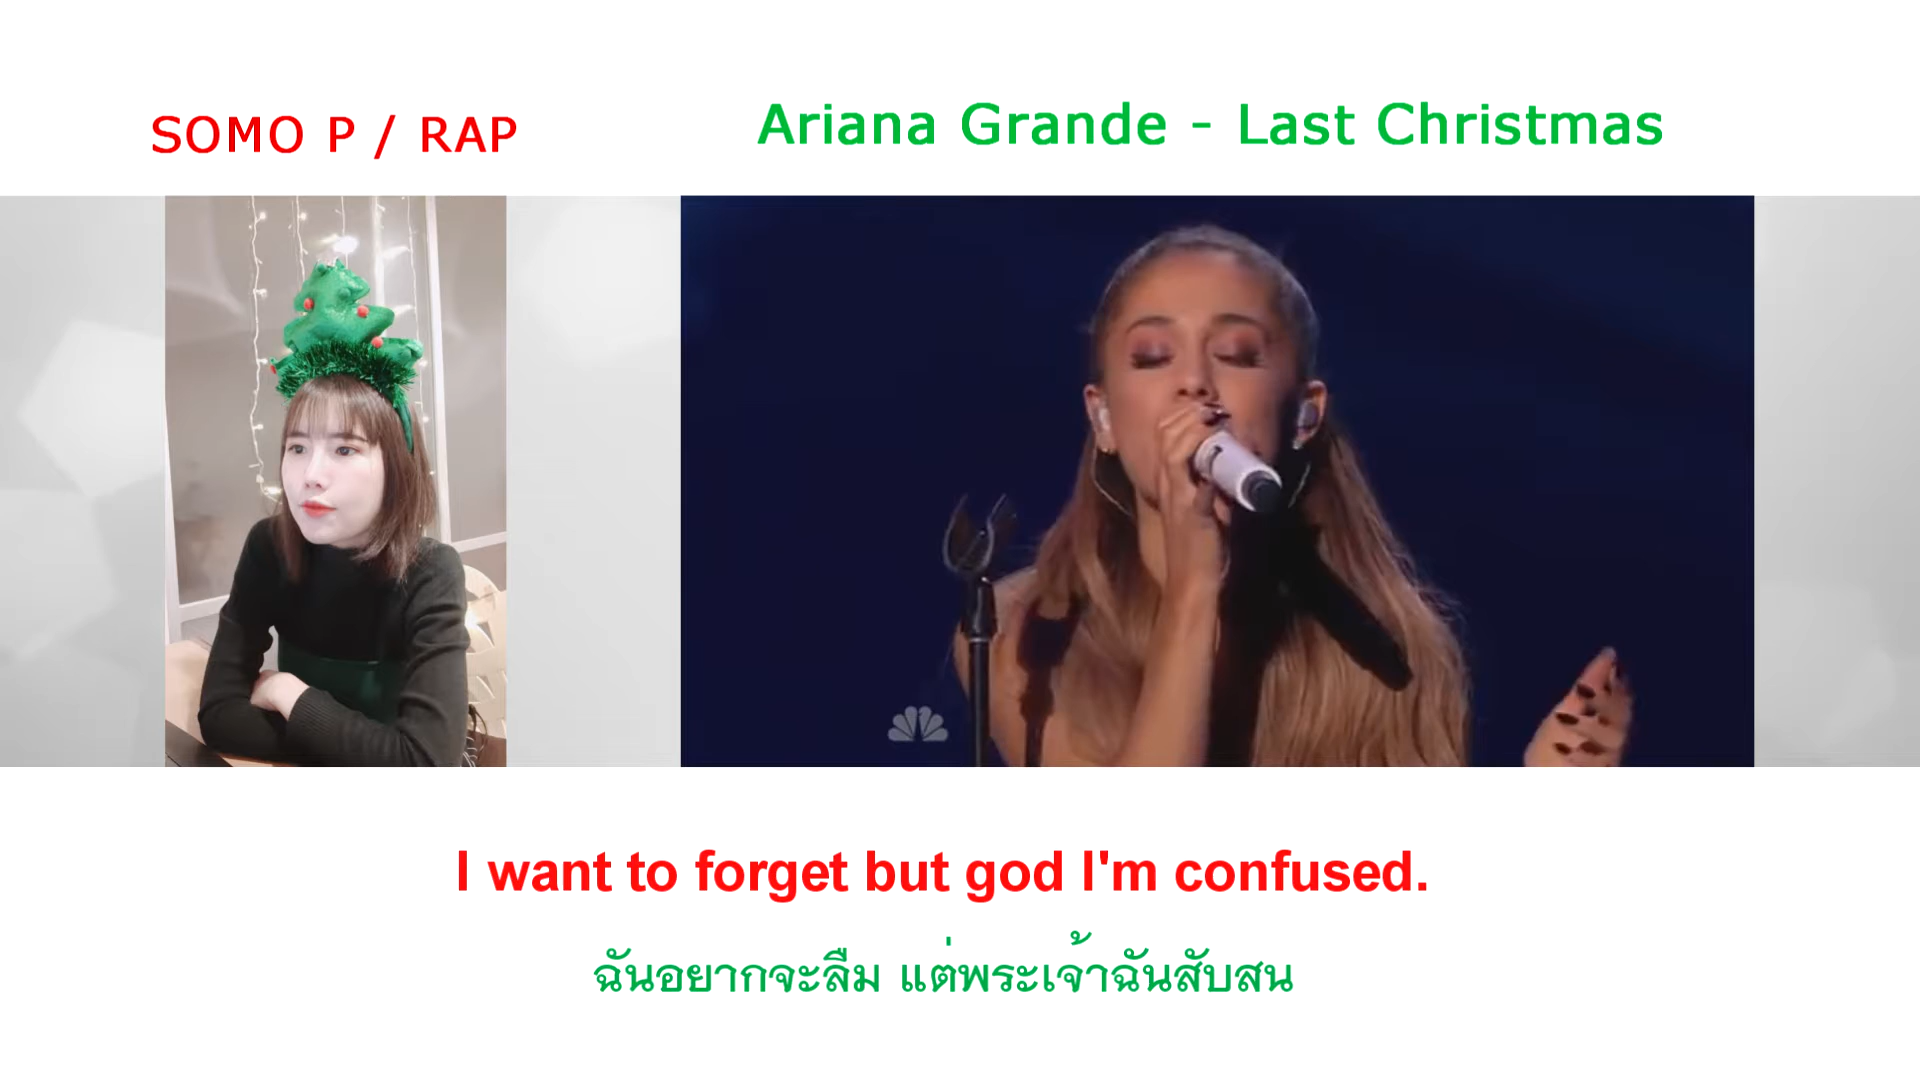 SOMO P / RAP
Ariana Grande - Last Christmas
I want to forget but god I'm confused.
ฉันอยากจะลืม แต่พระเจ้าฉันสับสน